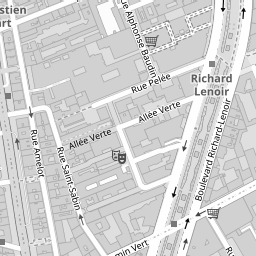 stien
art
Rue Alphonse Baudin
Richard
Lenoir
Rue Pelée
Allée Verte
Allée Verte
Rue Amelot
Rue Saint-Sabin
Boulevard Richard-Lenoir
min Vert